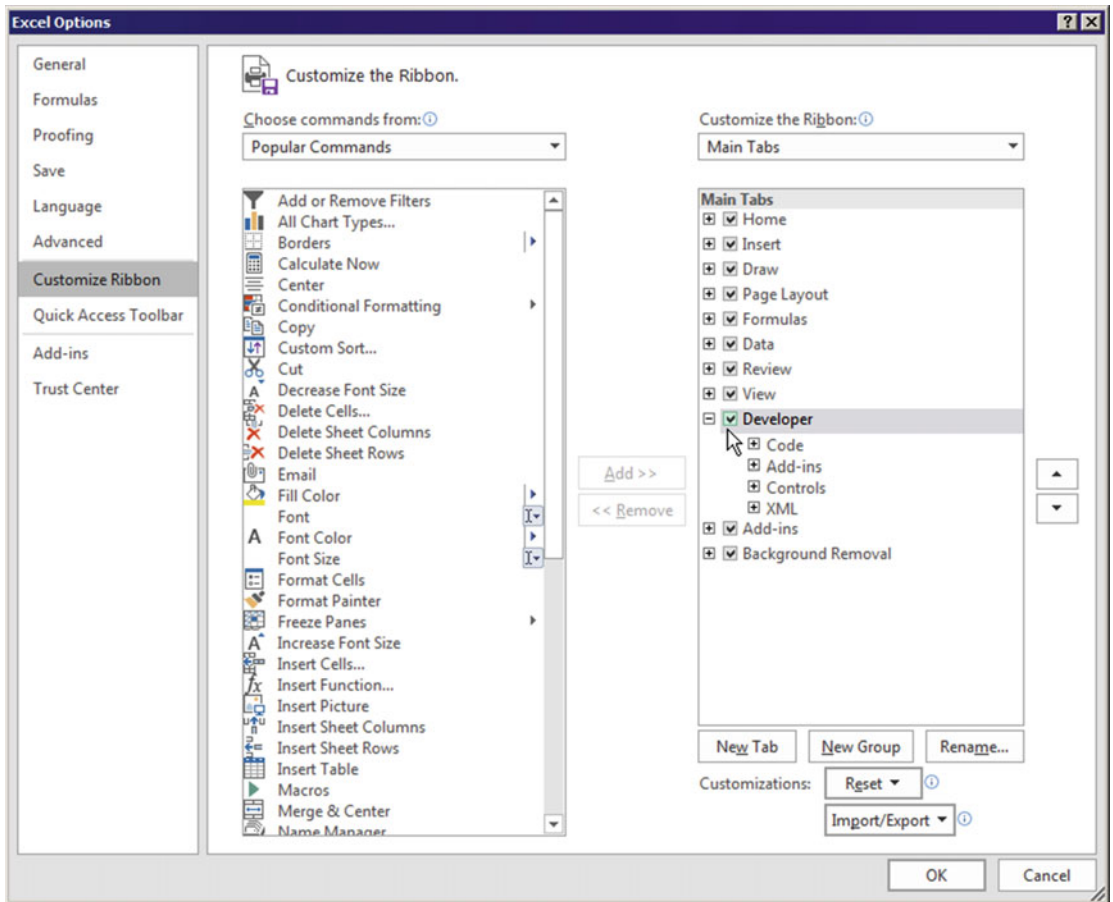 Excel Options
General
Formulas
Proofing
Save
Language
Advanced
Customize Ribbon
Quick Access Toolbar
Add-ins
Trust Center
Customize the Ribbon.
Choose commands from:
Popular Commands
Add or Remove Filters
All Chart Types...
Borders
Calculate Now
Center
Conditional Formatting
Copy
Custom Sort...
Cut
Decrease Font Size
Delete Cells...
Delete Sheet Columns
Delete Sheet Rows
Email
Fill Color
Font
Font Color
Font Size
Format Cells
Format Painter
Freeze Panes
Increase Font Size
Insert Cells...
Insert Function...
Insert Picture
Insert Sheet Columns
Insert Sheet Rows
Insert Table
Macros
Merge & Center
Name Manager
Add >>
<< Remove
Customize the Ribbon:
Main Tabs
Main Tabs
Home
Insert
Draw
Page Layout
Formulas
Data
Review
View
Developer
Code
Add-ins
Controls
XML
Add-ins
Background Removal
New Tab
New Group
Rename...
Customizations:
Reset
Import/Export
OK
Cancel